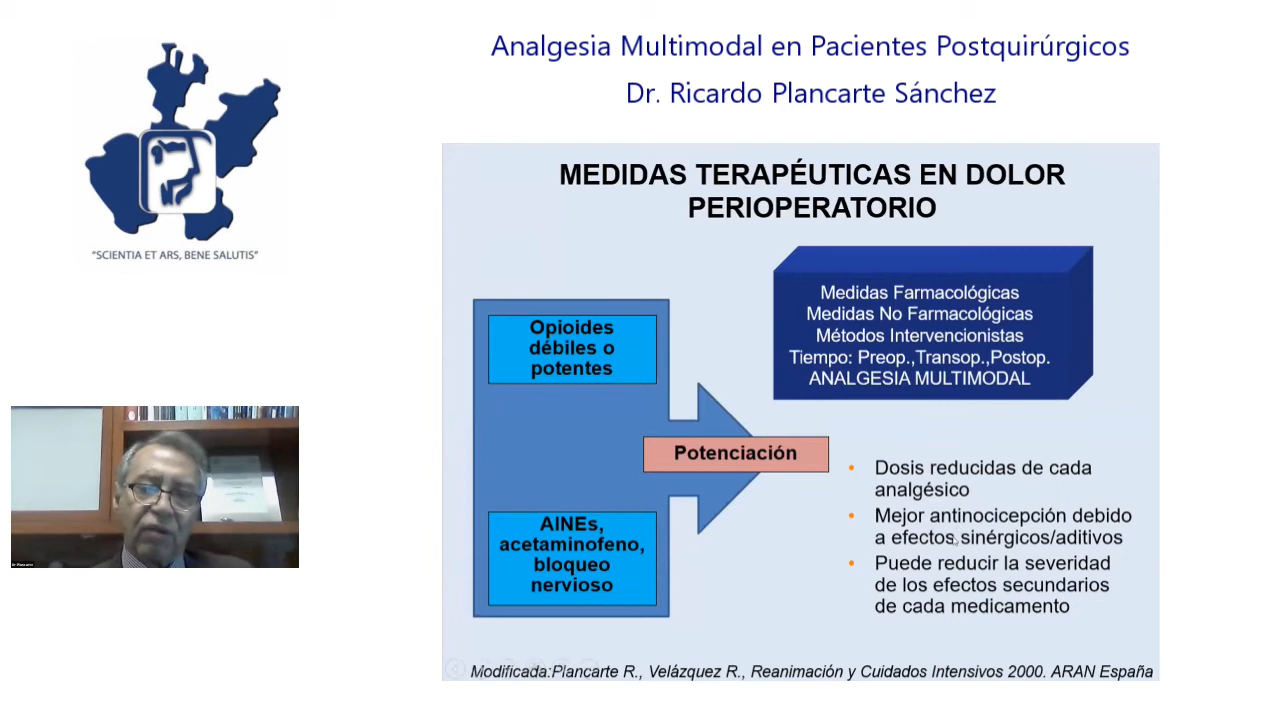 Analgesia Multimodal en Pacientes Postquirúrgicos
Dr. Ricardo Plancarte Sánchez
"SCIENTIA ET ARS, BENE SALUTIS"
MEDIDAS TERAPÉUTICAS EN DOLOR
PERIOPERATORIO
Medidas Farmacológicas
Medidas No Farmacológicas
Métodos Intervencionistas
Tiempo: Preop.,Transop.,Postop.
ANALGESIA MULTIMODAL
Opioides
débiles o
potentes
Potenciación
AINEs,
acetaminofeno,
bloqueo
nervioso
• Dosis reducidas de cada
analgésico
• Mejor antinocicepción debido
a efectos sinérgicos/aditivos
• Puede reducir la severidad
de los efectos secundarios
de cada medicamento
Modificada:Plancarte R., Velázquez R., Reanimación y Cuidados Intensivos 2000. ARAN España